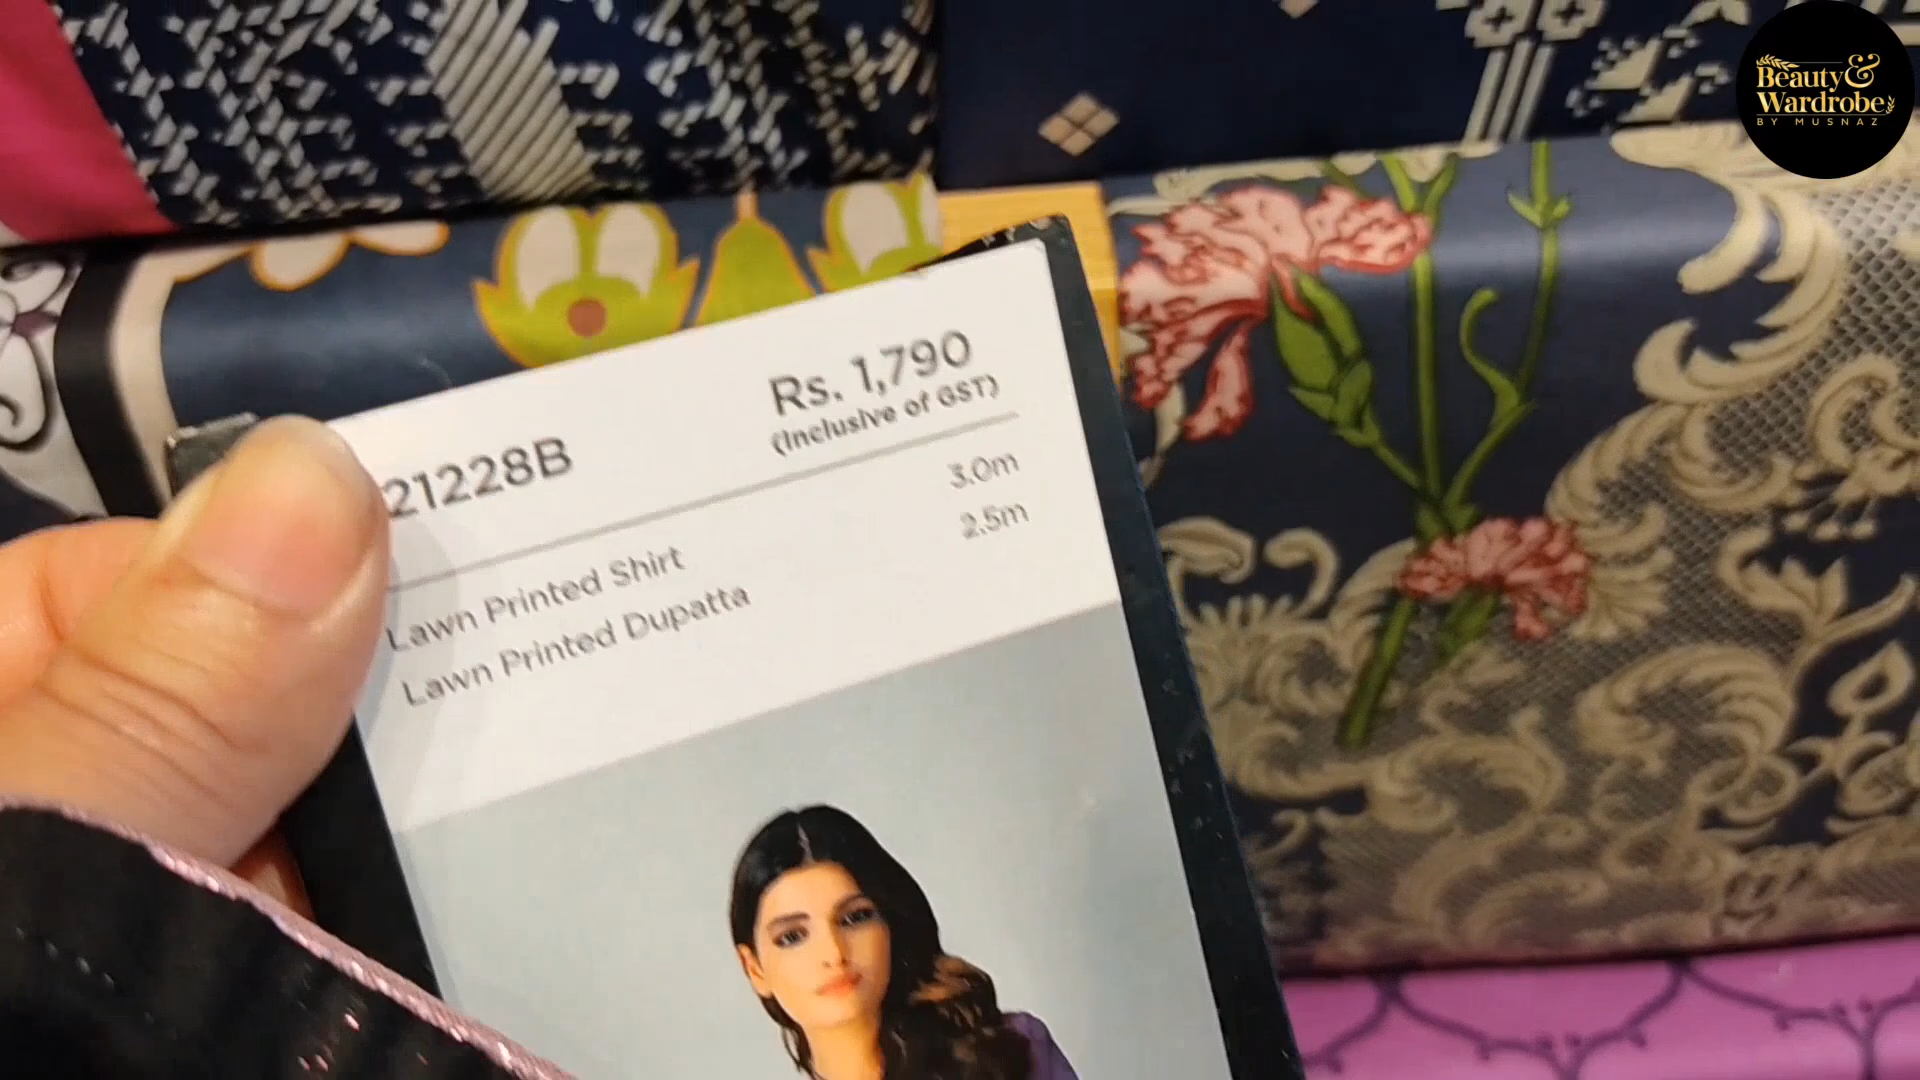 Beauty&
Wardrobe
BY MUSNAZ
Rs. 1,790
(Inclusive of GST)
21228B
Lawn Printed Shirt 3.0m
Lawn Printed Dupatta 2.5m